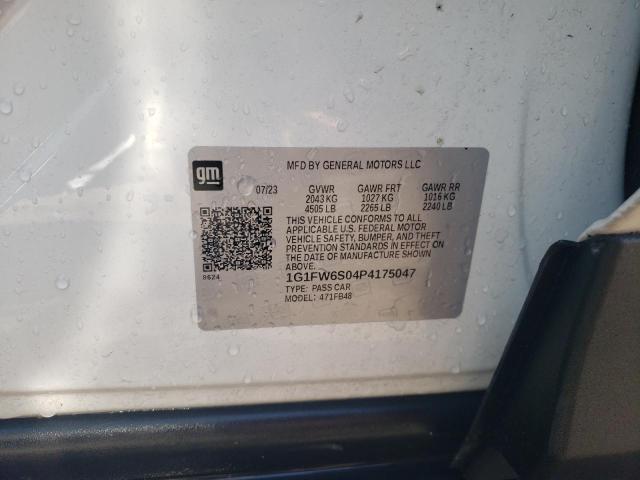 gm
MFD BY GENERAL MOTORS LLC
07/23 GVWR GAWR FRT GAWR RR
2043 KG 1027 KG 1016 KG
4505 LB 2265 LB 2240 LB
THIS VEHICLE CONFORMS TO ALL
APPLICABLE U.S. FEDERAL MOTOR
VEHICLE SAFETY, BUMPER, AND THEFT
PREVENTION STANDARDS IN EFFECT ON
THE DATE OF MANUFACTURE SHOWN
ABOVE.
8624
1G1FW6S04P4175047
TYPE: PASS CAR
MODEL: 471FB48